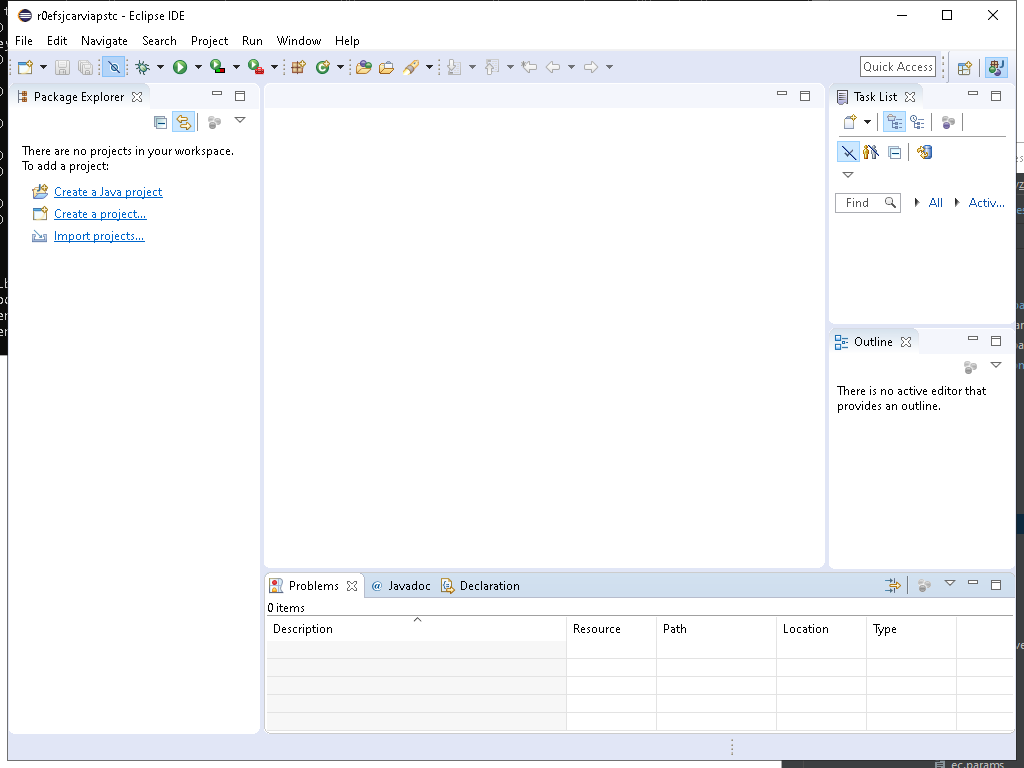 r0efsjcarviapstc - Eclipse IDE
File Edit Navigate Search Project Run Window Help
Quick Access
Package Explorer
Task List
There are no projects in your workspace.
To add a project:
Create a Java project
Create a project...
Import projects...
Find
All
Activ...
Outline
There is no active editor that
provides an outline.
Problems
@ Javadoc
Declaration
0 items
Description Resource Path Location Type
ec.params